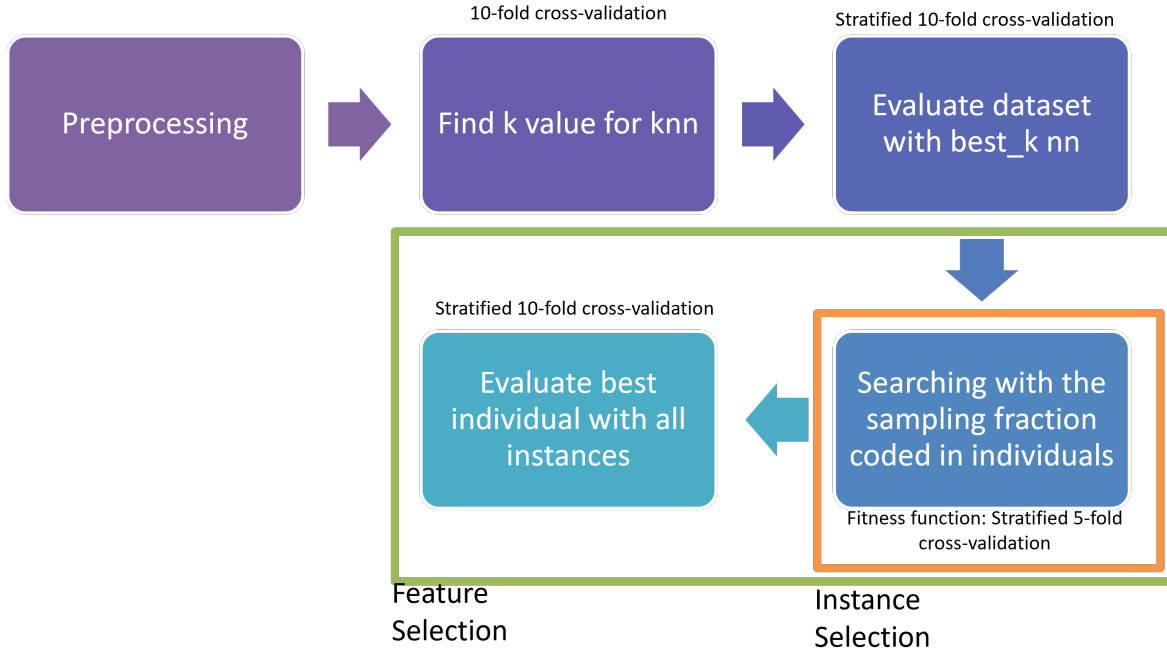 10-fold cross-validation
Stratified 10-fold cross-validation
Preprocessing
Find k value for knn
Evaluate dataset
with best_k nn
Stratified 10-fold cross-validation
Evaluate best
individual with all
instances
Searching with the
sampling fraction
coded in individuals
Fitness function: Stratified 5-fold
cross-validation
Feature
Selection
Instance
Selection